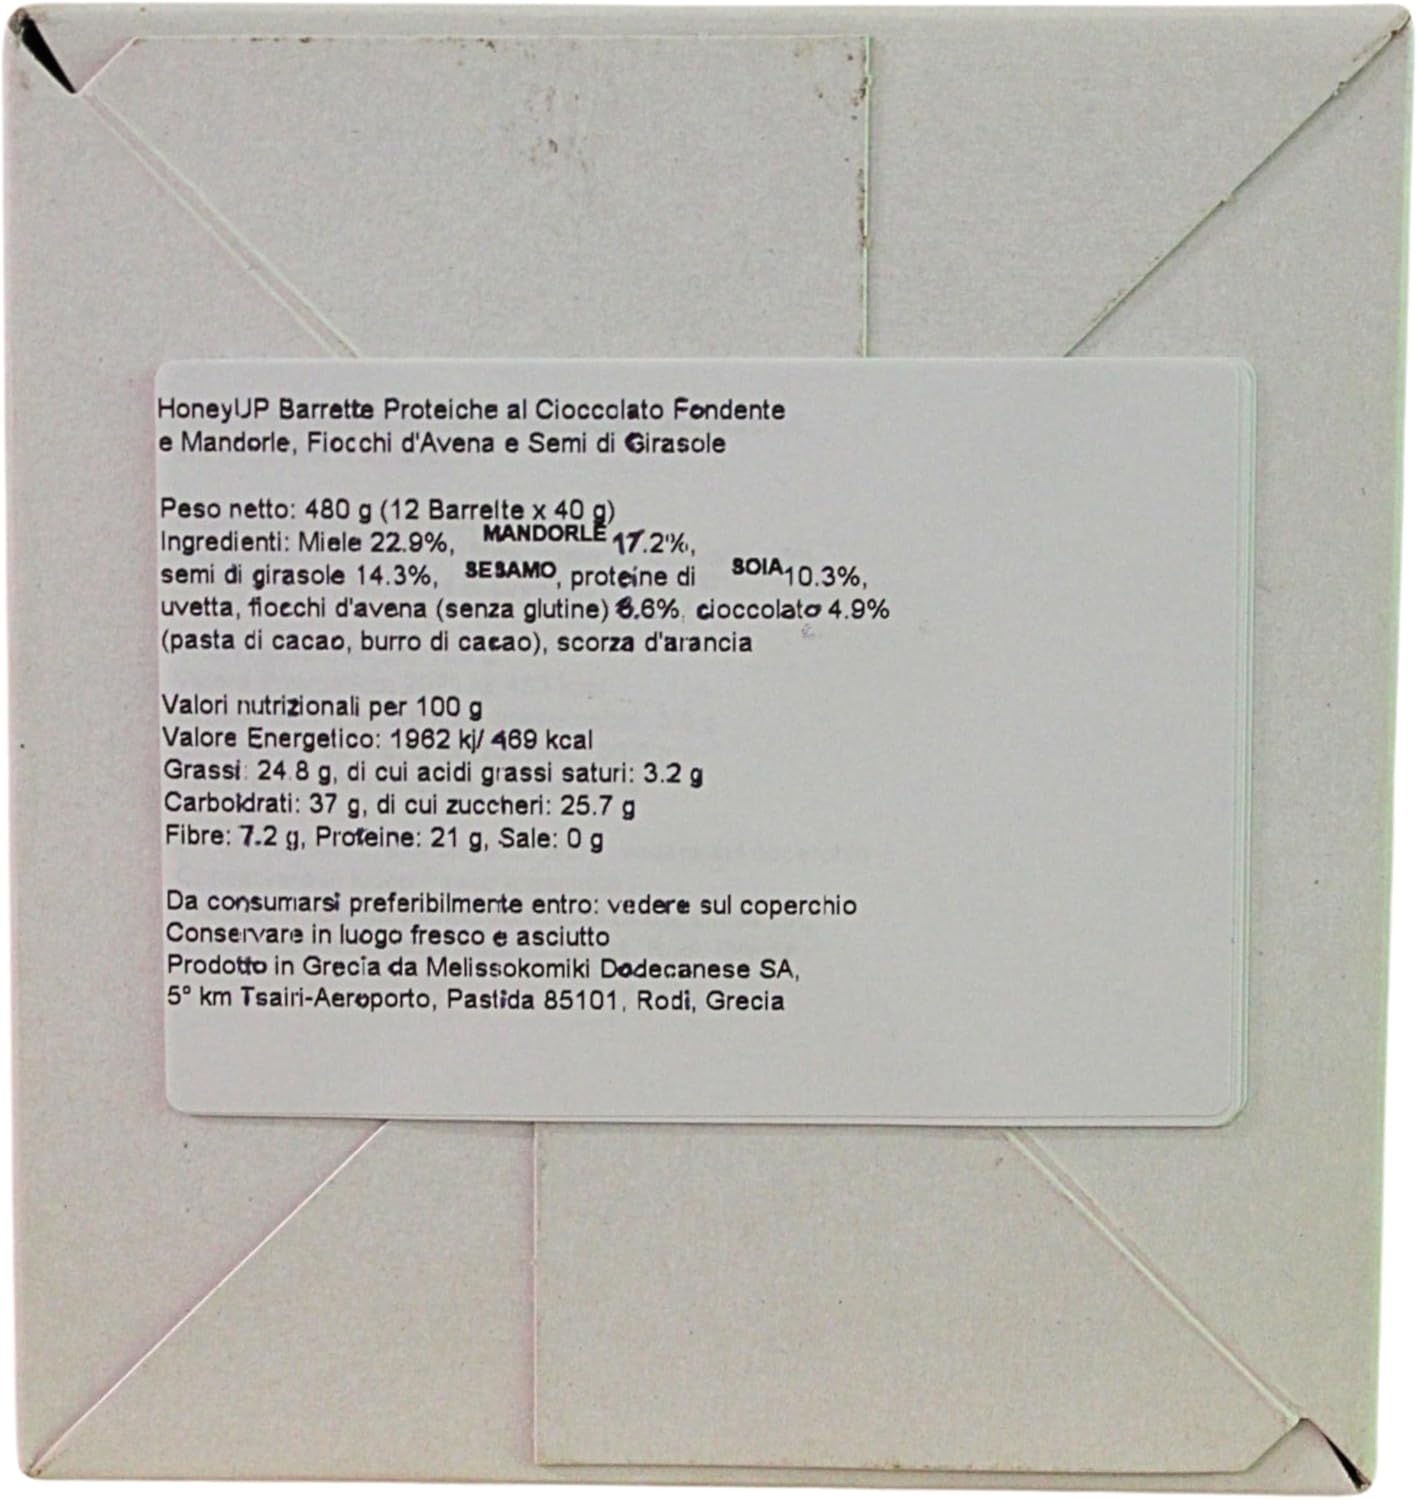 HoneyUP Barrette Proteiche al Cioccolato Fondente
e Mandorle, Fiocchi d'Avena e Semi di Girasole
Peso netto: 480 g (12 Barrette x 40 g)
Ingredienti: Miele 22.9%, MANDORLE 17.2%,
semi di girasole 14.3%, SESAMO, proteine di SOIA 10.3%,
uvetta, fiocchi d'avena (senza glutine) 6.6%, cioccolato 4.9%
(pasta di cacao, burro di cacao), scorza d'arancia
Valori nutrizionali per 100 g
Valore Energetico: 1962 kj/ 469 kcal
Grassi: 24.8 g, di cui acidi grassi saturi: 3.2 g
Carboidrati: 37 g, di cui zuccheri: 25.7 g
Fibre: 7.2 g, Proteine: 21 g, Sale: 0 g
Da consumarsi preferibilmente entro: vedere sul coperchio
Conservare in luogo fresco e asciutto
Prodotto in Grecia da Melissokomiki Dodecanese SA,
5° km Tsairi-Aeroporto, Pastida 85101, Rodi, Grecia